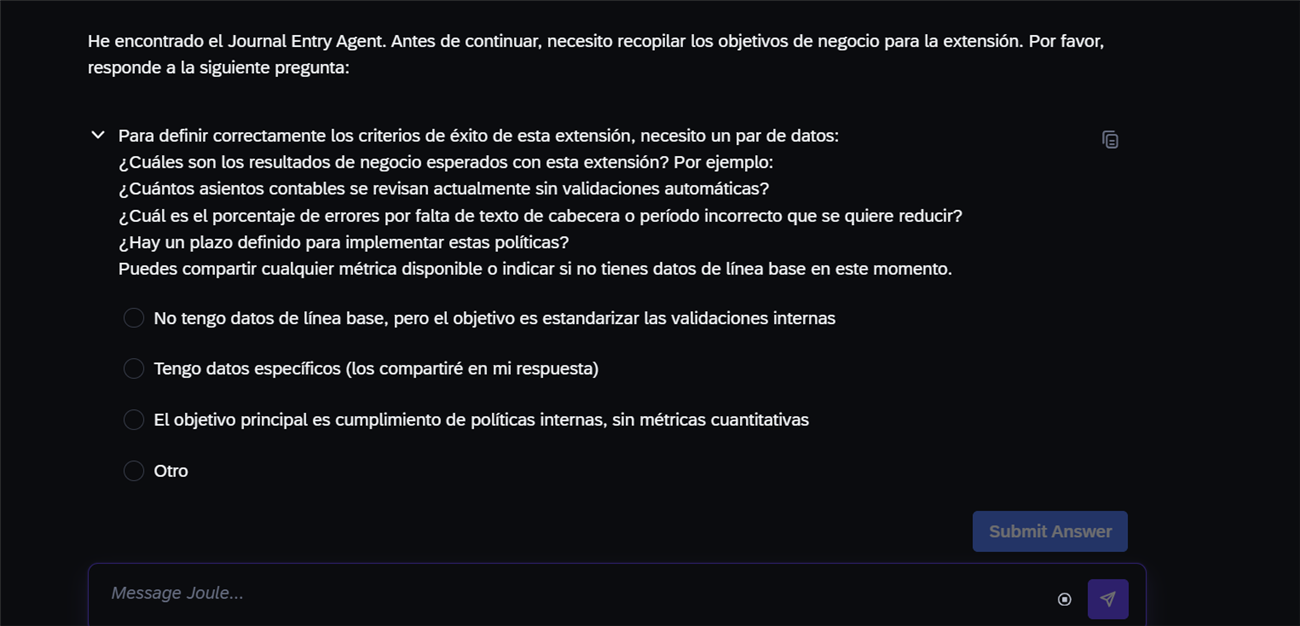 He encontrado el Journal Entry Agent. Antes de continuar, necesito recopilar los objetivos de negocio para la extensión. Por favor,
responde a la siguiente pregunta:
Para definir correctamente los criterios de éxito de esta extensión, necesito un par de datos:
¿Cuáles son los resultados de negocio esperados con esta extensión? Por ejemplo:
¿Cuántos asientos contables se revisan actualmente sin validaciones automáticas?
¿Cuál es el porcentaje de errores por falta de texto de cabecera o período incorrecto que se quiere reducir?
¿Hay un plazo definido para implementar estas políticas?
Puedes compartir cualquier métrica disponible o indicar si no tienes datos de línea base en este momento.
No tengo datos de línea base, pero el objetivo es estandarizar las validaciones internas
Tengo datos específicos (los compartiré en mi respuesta)
El objetivo principal es cumplimiento de políticas internas, sin métricas cuantitativas
Otro
Submit Answer
Message Joule...